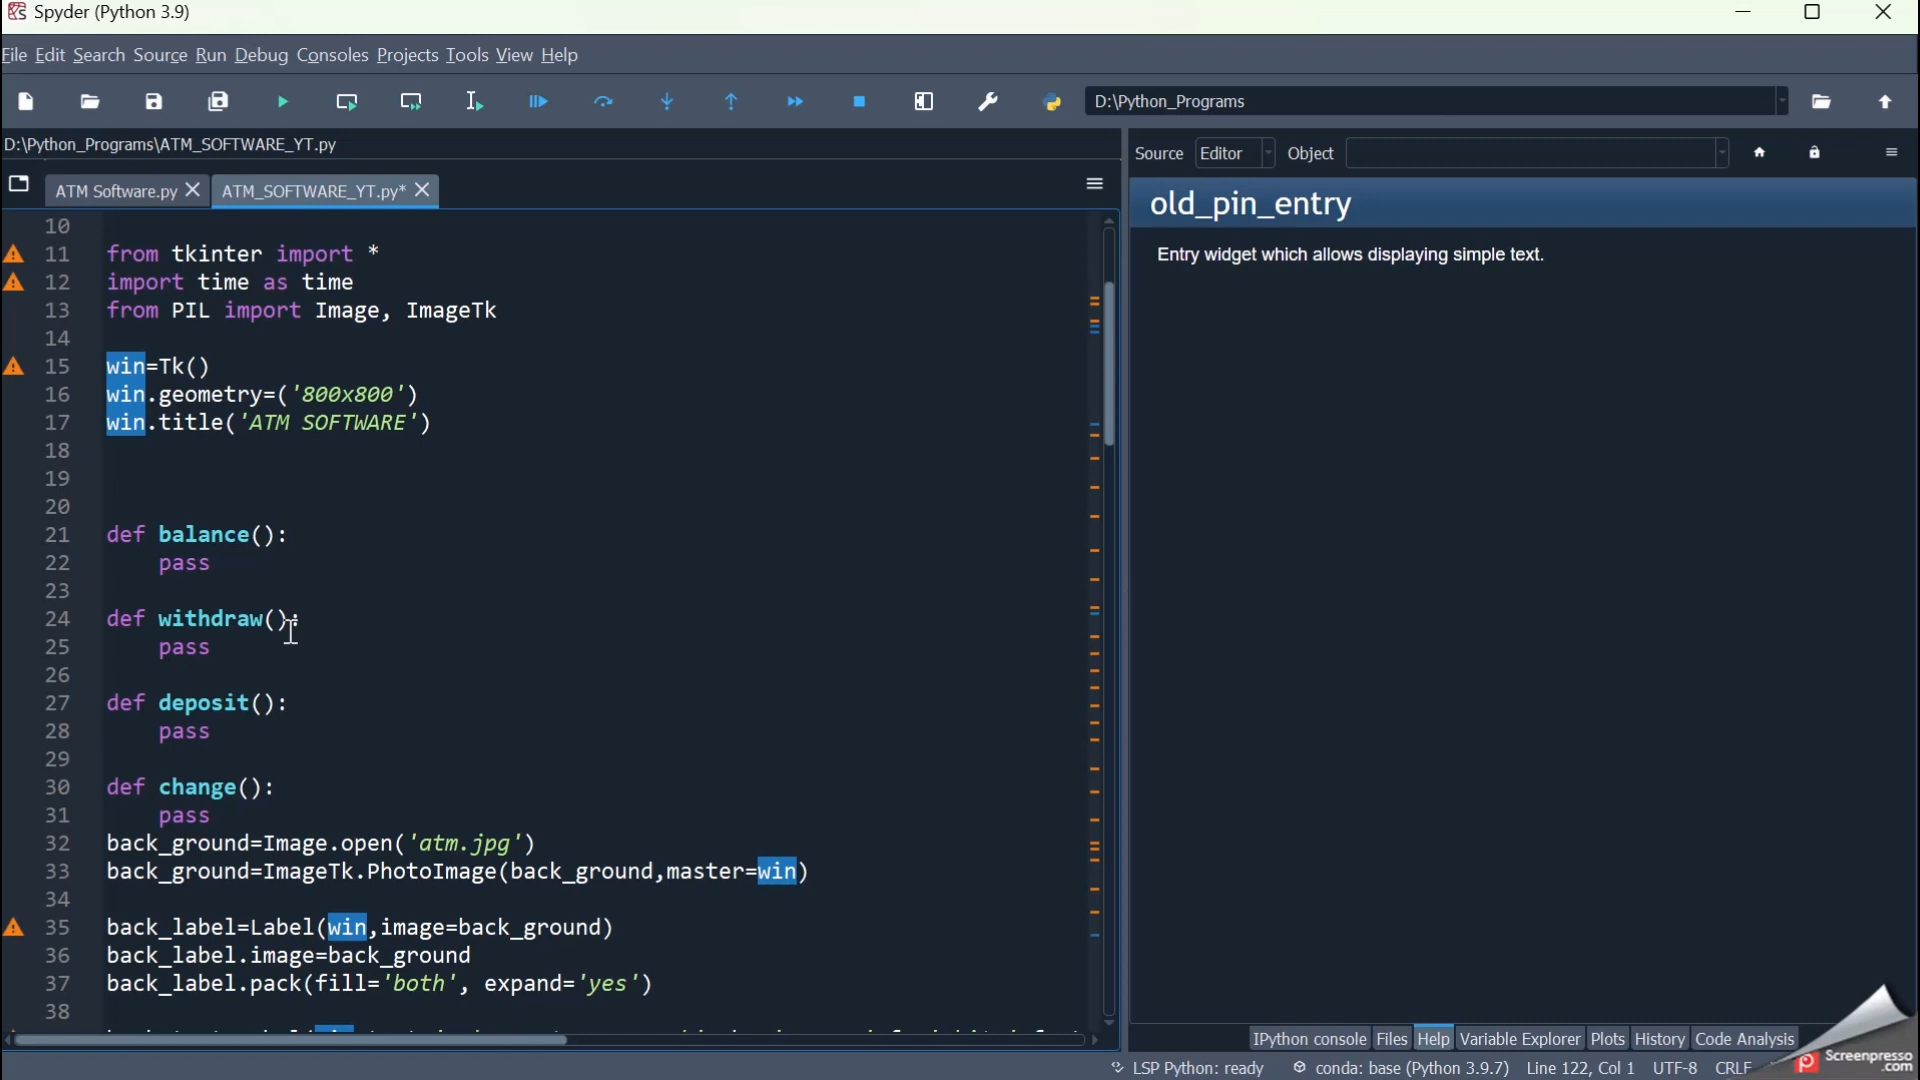 Spyder (Python 3.9)
File Edit Search Source Run Debug Consoles Projects Tools View Help
D:\Python_Programs
D:\Python_Programs\ATM_SOFTWARE_YT.py
Source Editor Object
ATM Software.py ATM_SOFTWARE_YT.py*
old_pin_entry
Entry widget which allows displaying simple text.
10
11 from tkinter import *
12 import time as time
13 from PIL import Image, ImageTk
14
15 win=Tk()
16 win.geometry=('800x800')
17 win.title('ATM SOFTWARE')
18
19
20
21 def balance():
22 pass
23
24 def withdraw():
25 pass
26
27 def deposit():
28 pass
29
30 def change():
31 pass
32 back_ground=Image.open('atm.jpg')
33 back_ground=ImageTk.PhotoImage(back_ground,master=win)
34
35 back_label=Label(win,image=back_ground)
36 back_label.image=back_ground
37 back_label.pack(fill='both', expand='yes')
38
IPython console Files Help Variable Explorer Plots History Code Analysis
LSP Python: ready conda: base (Python 3.9.7) Line 122, Col 1 UTF-8 CRLF
Screenpresso
.com